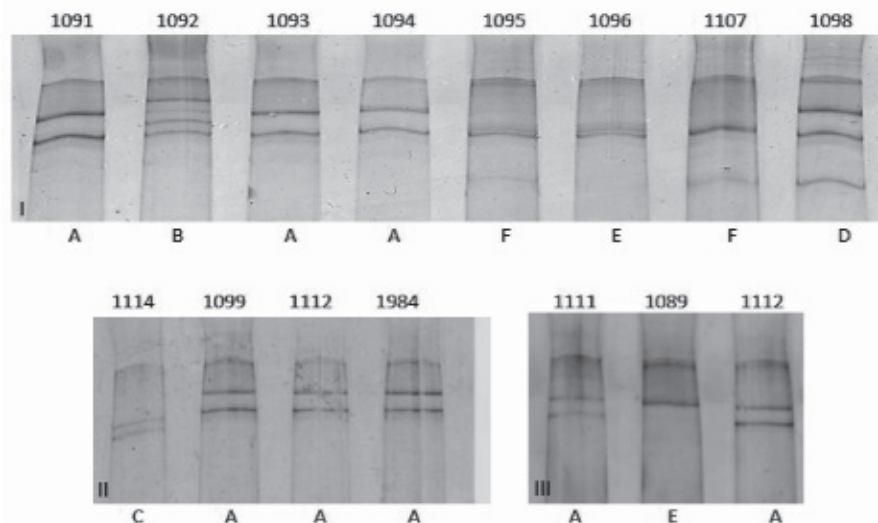 1091 1092 1093 1094 1095 1096 1107 1098
I
A B A A F E F D
1114 1099 1112 1984
II
C A A A
1111 1089 1112
III
A E A